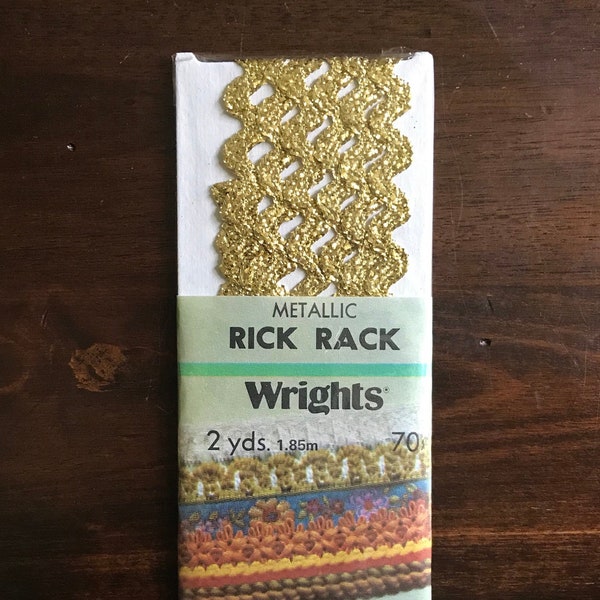 METALLIC
RICK RACK
Wrights®
2 yds. 1.85m 70